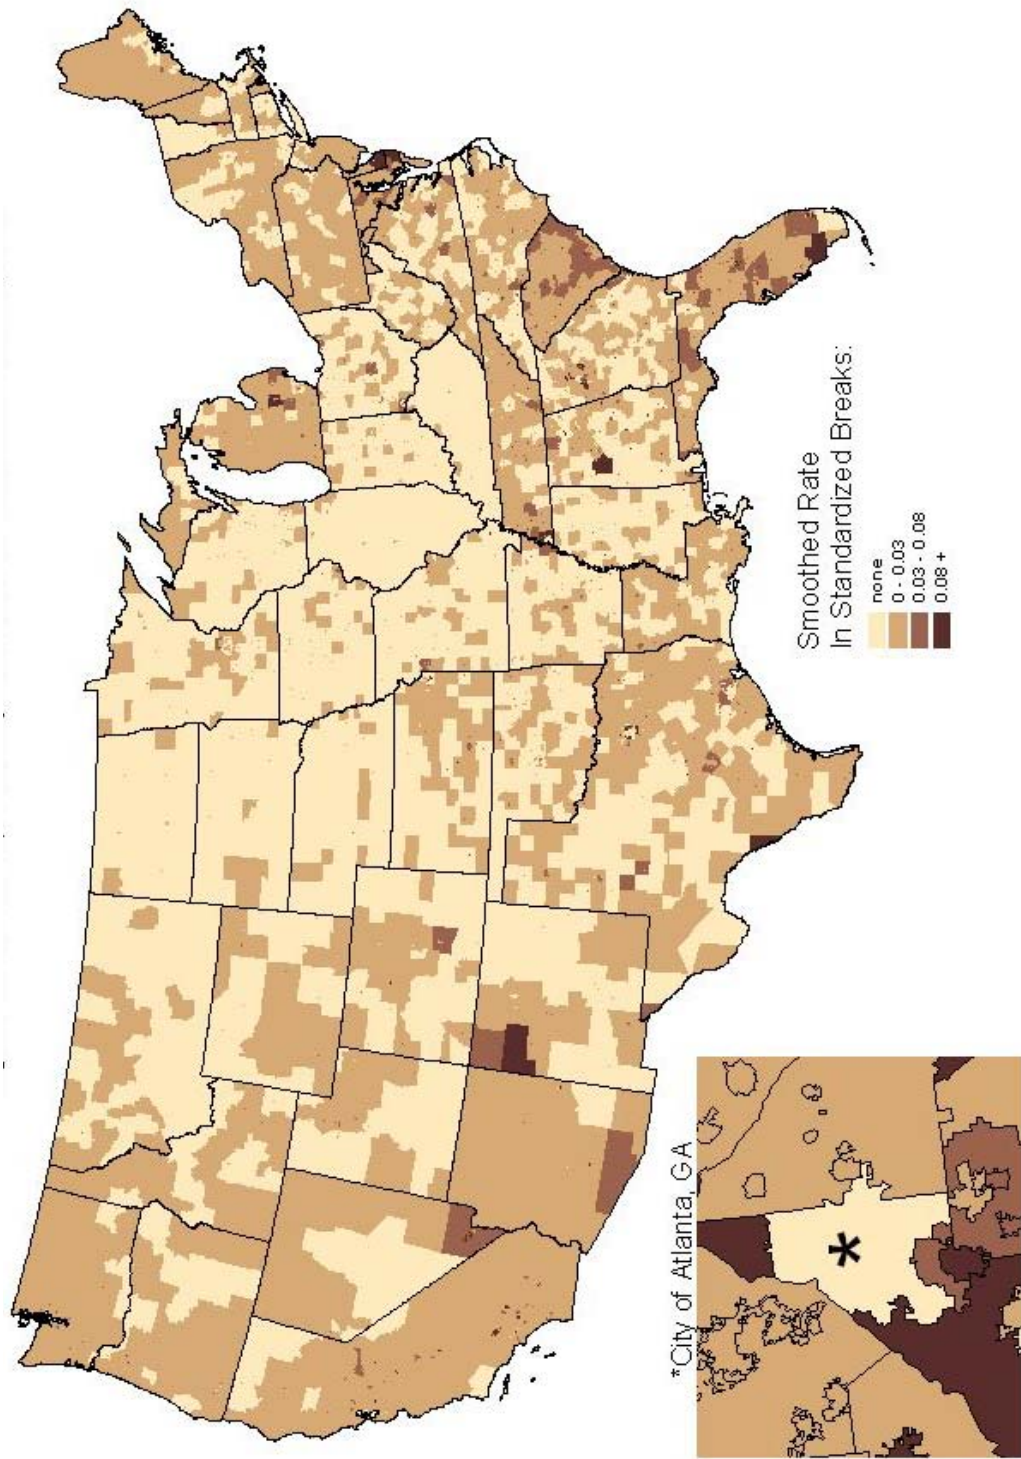 *City of Atlanta, GA
*
Smoothed Rate
In Standardized Breaks:
none
0 - 0.03
0.03 - 0.08
0.08 +